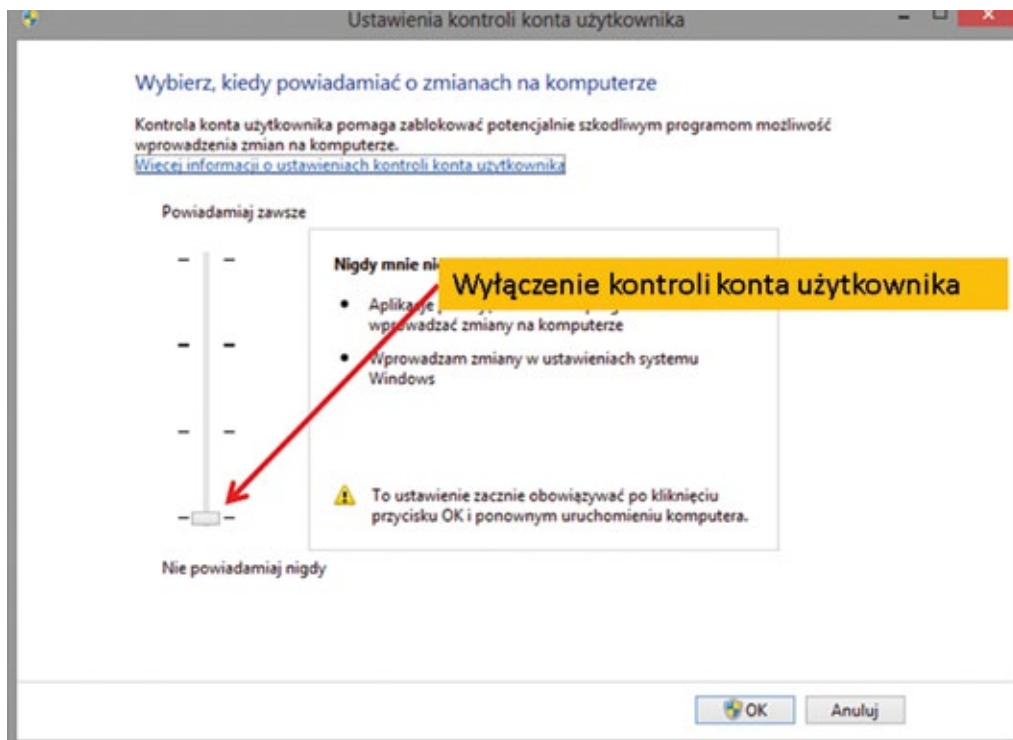 Ustawienia kontroli konta użytkownika
Wybierz, kiedy powiadamiać o zmianach na komputerze
Kontrola konta użytkownika pomaga zablokować potencjalnie szkodliwym programom możliwość
wprowadzenia zmian na komputerze.
Więcej informacji o ustawieniach kontroli konta użytkownika
Powiadamiaj zawsze
Nigdy mnie
Wyłączenie kontroli konta użytkownika
Aplikacje
wprowadzać zmiany na komputerze
Wprowadzam zmiany w ustawieniach systemu
Windows
To ustawienie zacznie obowiązywać po kliknięciu
przycisku OK i ponownym uruchomieniu komputera.
Nie powiadamiaj nigdy
OK
Anuluj